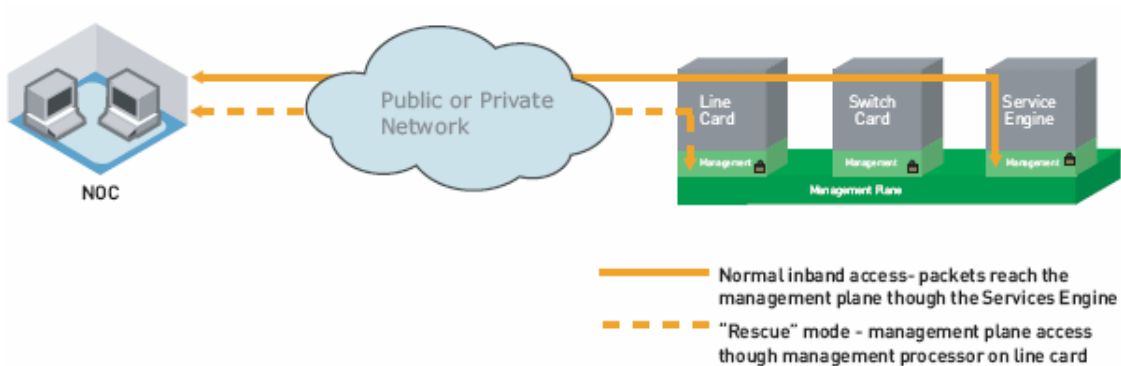 Public or Private
Network
NOC
Line
Card
Switch
Card
Service
Engine
Management
Management
Management
Management Plane
Normal inband access- packets reach the
management plane though the Services Engine
“Rescue” mode - management plane access
though management processor on line card